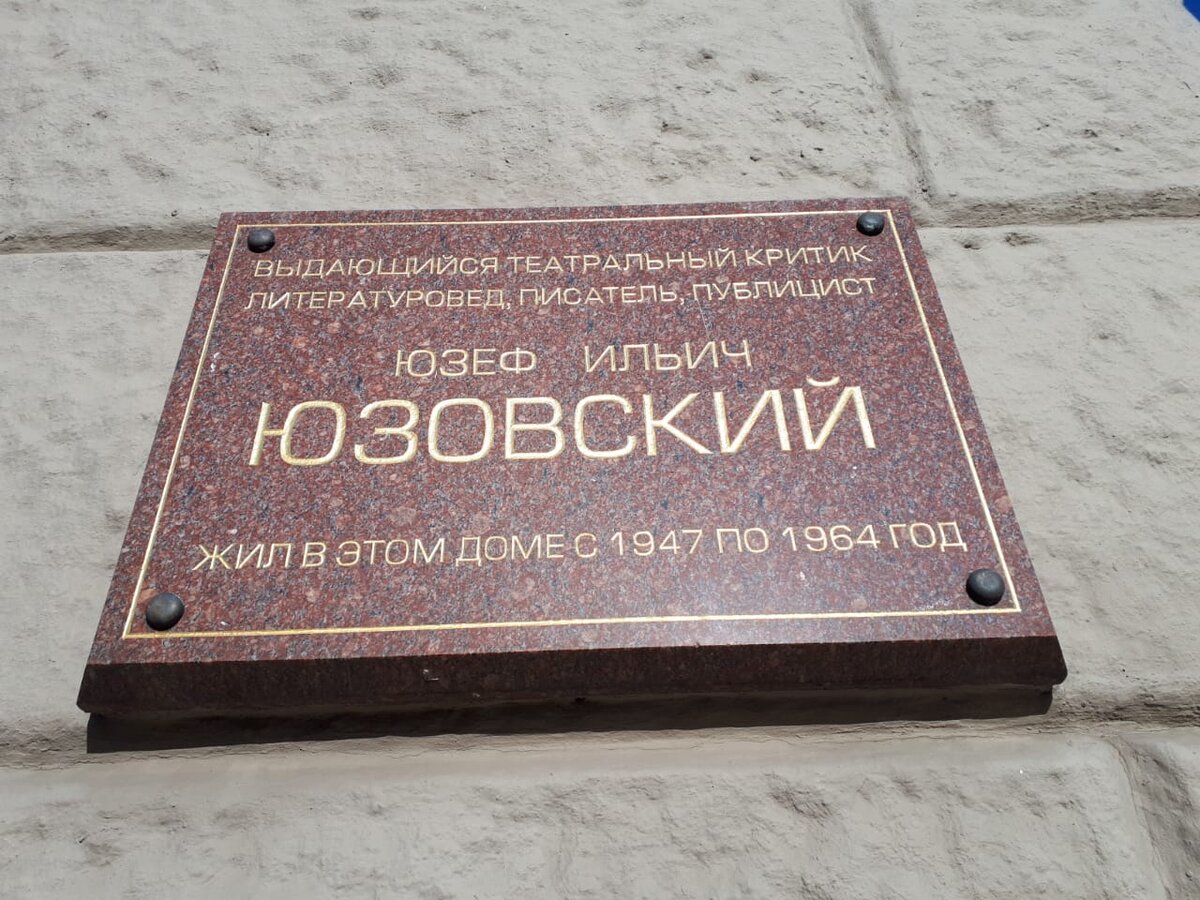 ВЫДАЮЩИЙСЯ ТЕАТРАЛЬНЫЙ КРИТИК
ЛИТЕРАТУРОВЕД, ПИСАТЕЛЬ, ПУБЛИЦИСТ
ЮЗЕФ ИЛЬИЧ
ЮЗОВСКИЙ
ЖИЛ В ЭТОМ ДОМЕ С 1947 ПО 1964 ГОД